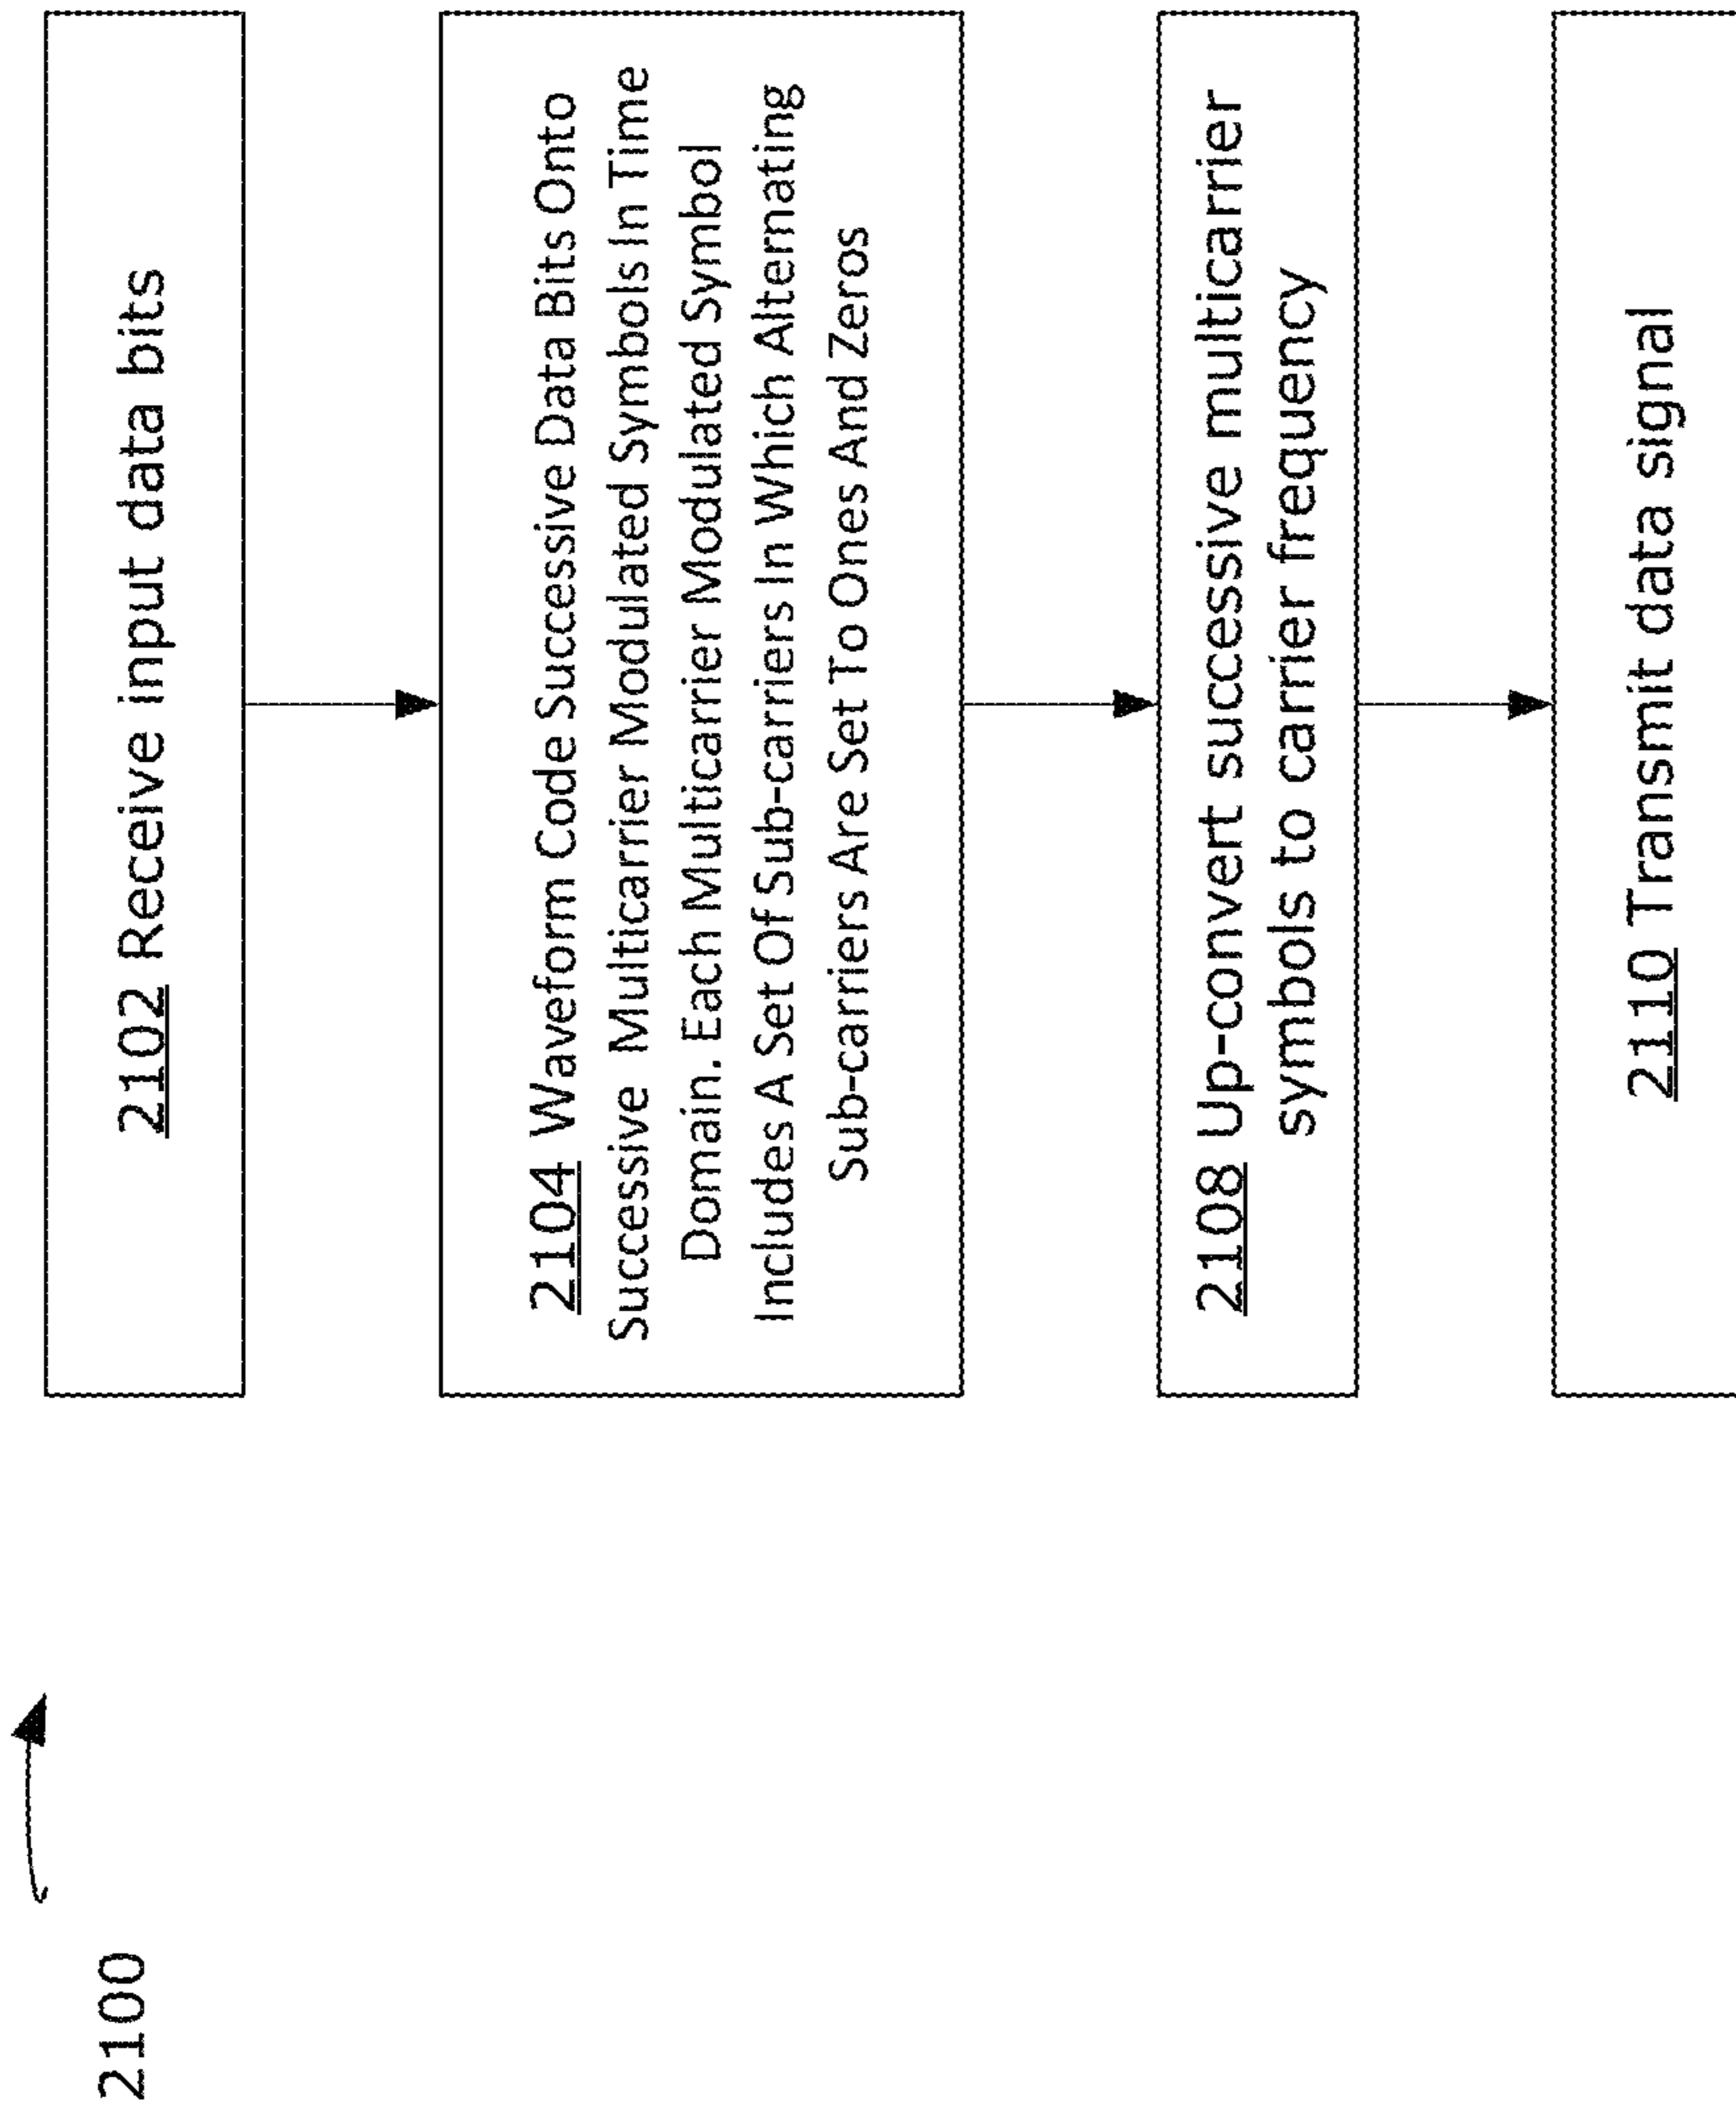 2100
2102 Receive input data bits
2104 Waveform Code Successive Data Bits Onto
Successive Multicarrier Modulated Symbols In Time
Domain. Each Multicarrier Modulated Symbol
Includes A Set Of Sub-carriers In Which Alternating
Sub-carriers Are Set To Ones And Zeros
2108 Up-convert successive multicarrier
symbols to carrier frequency
2110 Transmit data signal